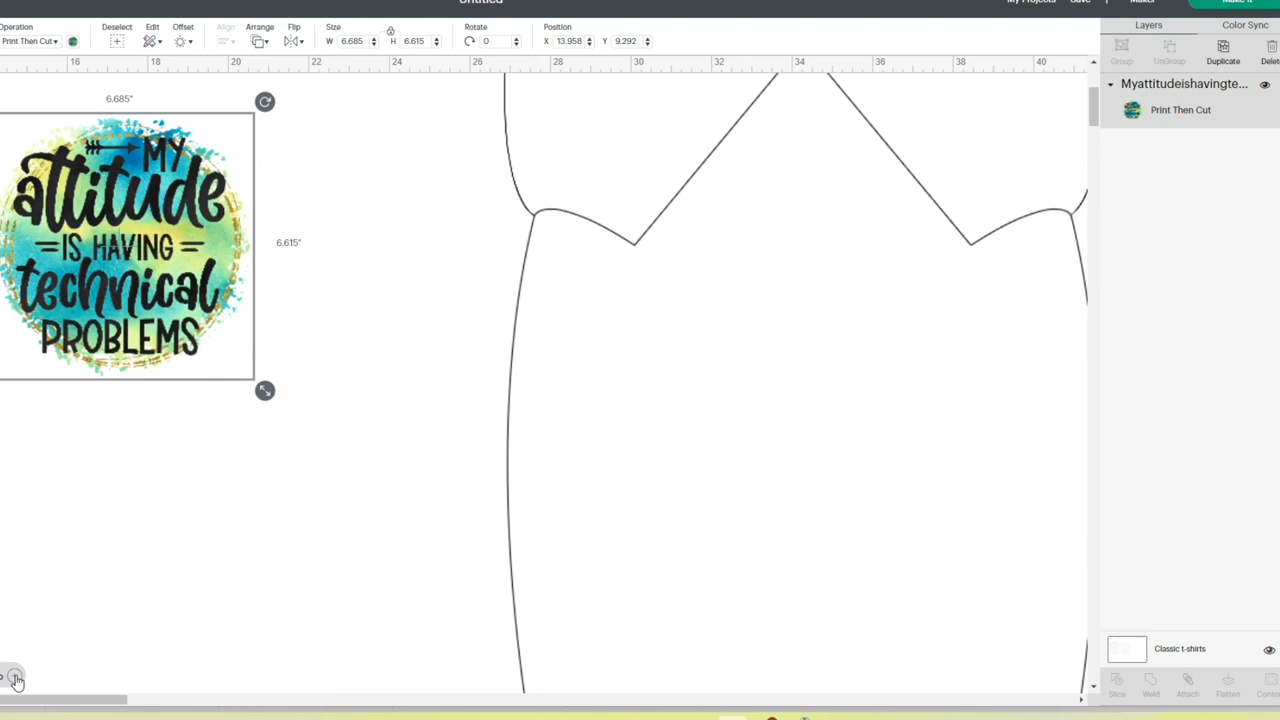 Untitled
My Projects Save Maker Make It
Operation Deselect Edit Offset Align Arrange Flip Size Rotate Position
Print Then Cut W 6.685 H 6.615 0 X 13.958 Y 9.292
Layers Color Sync
Group UnGroup Duplicate Delet
16 18 20 22 24 26 28 30 32 34 36 38 40
Myattitudeishavingte...
Print Then Cut
6.685"
6.615"
MY
attitude
=IS HAVING=
technical
PROBLEMS
Classic t-shirts
Slice Weld Attach Flatten Conto